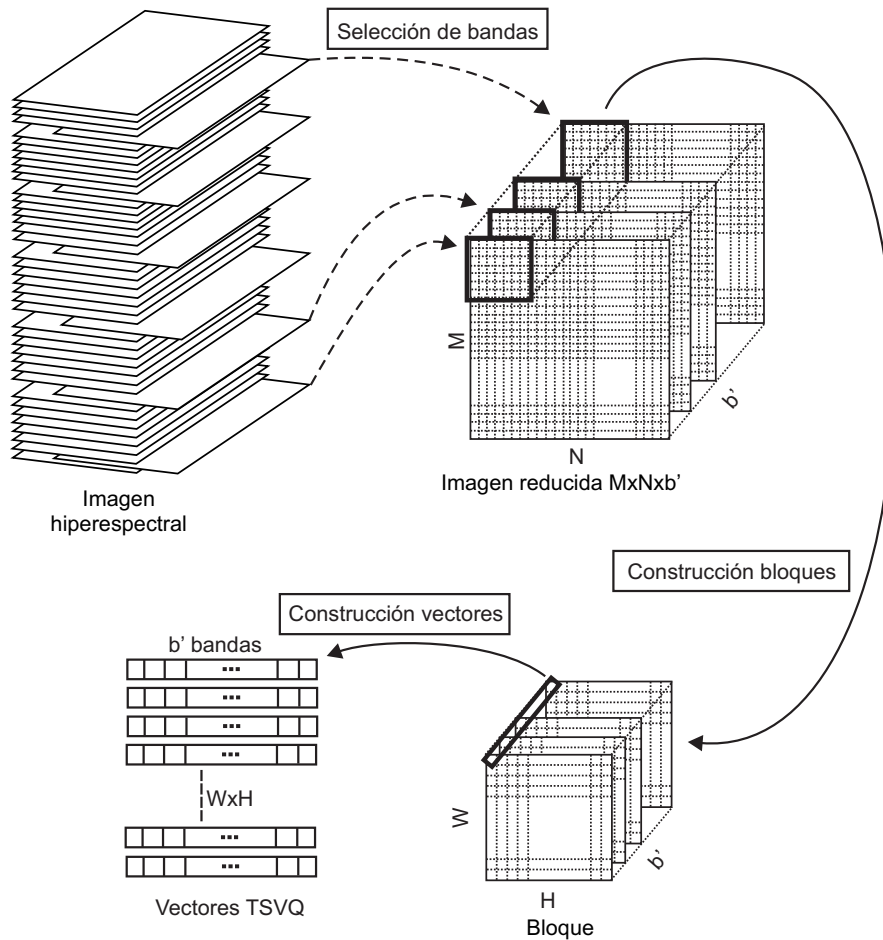 Selección de bandas
M
N
b'
Imagen reducida MxNxb'
Imagen
hiperespectral
Construcción bloques
Construcción vectores
b' bandas
...
...
...
...
WxH
...
...
Vectores TSVQ
W
H
b'
Bloque